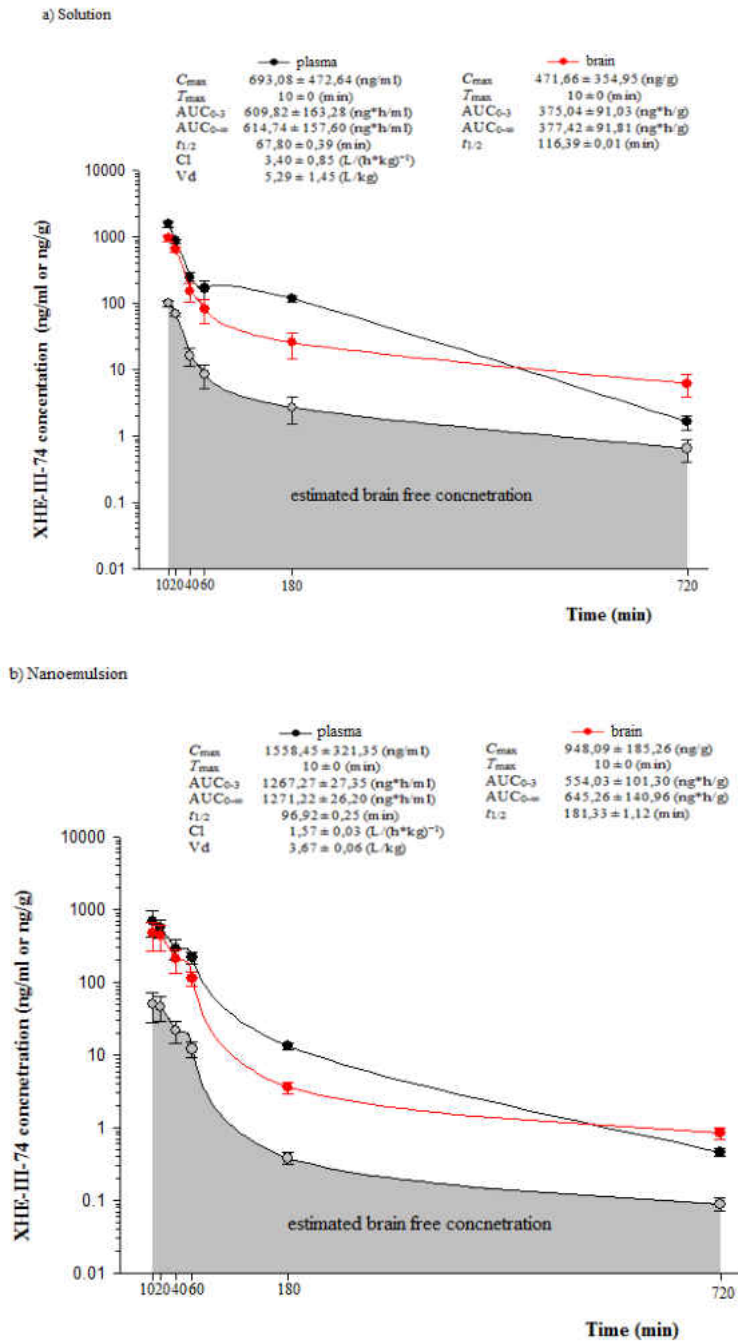 a) Solution
plasma
C max 693,08 ± 472,64 (ng/ml)
T max 10 ± 0 (min)
AUC0-3 609,82 ± 163,28 (ng*h/ml)
AUC0-∞ 614,74 ± 157,60 (ng*h/ml)
t1/2 67,80 ± 0,39 (min)
Cl 3,40 ± 0,85 (L/(h*kg)⁻¹)
Vd 5,29 ± 1,45 (L/kg)
brain
471,66 ± 354,95 (ng/g)
C max
T max 10 ± 0 (min)
AUC0-3 375,04 ± 91,03 (ng*h/g)
AUC0-∞ 377,42 ± 91,81 (ng*h/g)
t1/2 116,39 ± 0,01 (min)
XHE-III-74 concentation (ng/ml or ng/g)
10000
1000
100
10
1
0.1
0.01
estimated brain free concnetration
10 20 40 60 180 720
Time (min)
b) Nanoemulsion
plasma
C max 1558,45 ± 321,35 (ng/ml)
T max 10 ± 0 (min)
AUC0-3 1267,27 ± 27,35 (ng*h/ml)
AUC0-∞ 1271,22 ± 26,20 (ng*h/ml)
t1/2 96,92 ± 0,25 (min)
Cl 1,57 ± 0,03 (L/(h*kg)⁻¹)
Vd 3,67 ± 0,06 (L/kg)
brain
C max 948,09 ± 185,26 (ng/g)
T max 10 ± 0 (min)
AUC0-3 554,03 ± 101,30 (ng*h/g)
AUC0-∞ 645,26 ± 140,96 (ng*h/g)
t1/2 181,33 ± 1,12 (min)
XHE-III-74 concenetration (ng/ml or ng/g)
10000
1000
100
10
1
0.1
0.01
estimated brain free concnetration
10 20 40 60 180 720
Time (min)